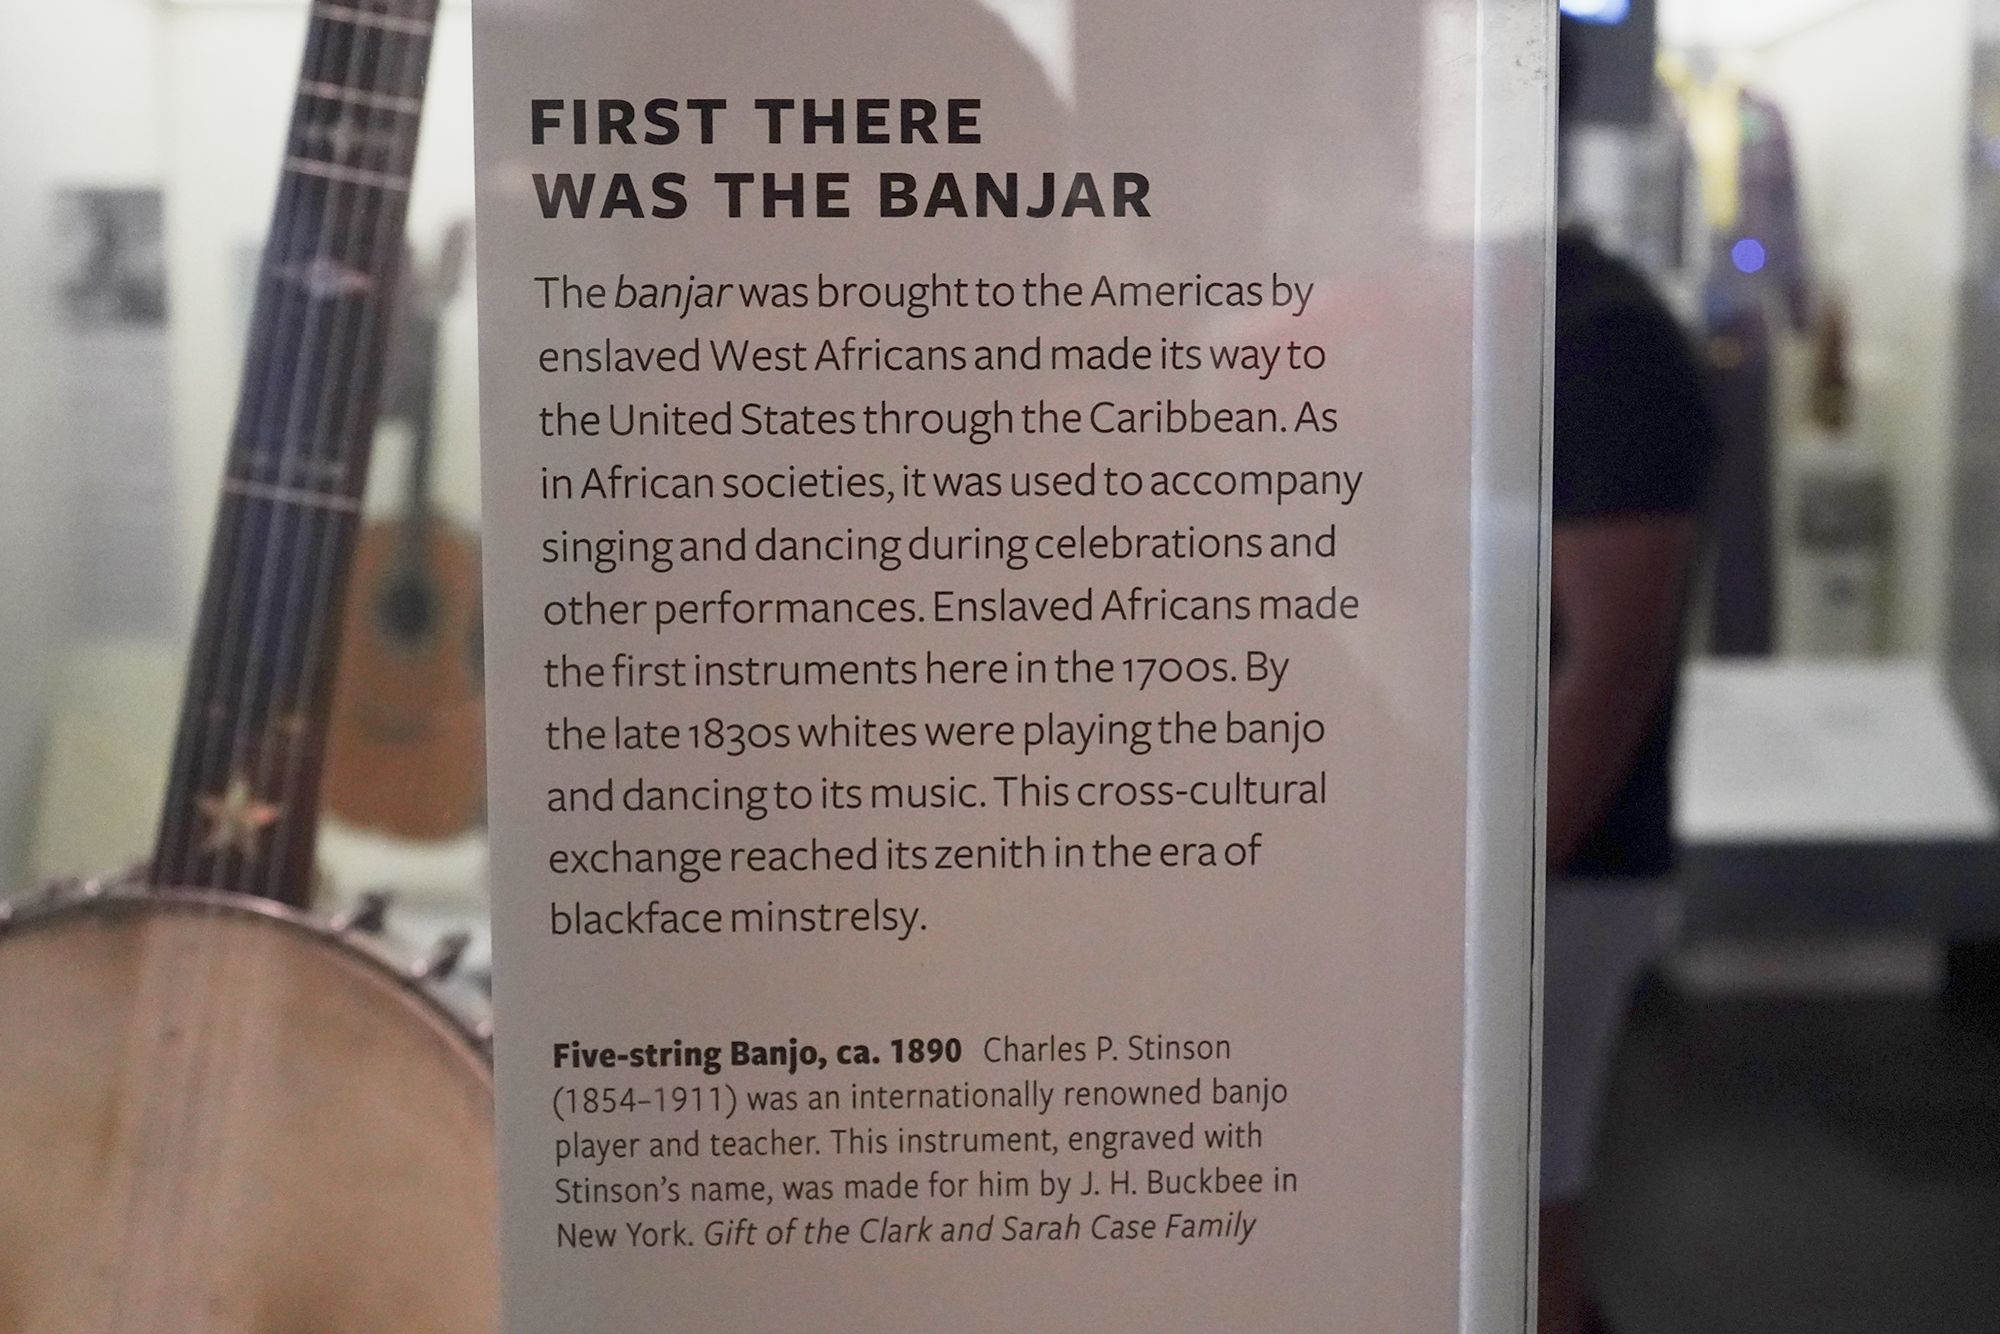 FIRST THERE
WAS THE BANJAR
The banjar was brought to the Americas by
enslaved West Africans and made its way to
the United States through the Caribbean. As
in African societies, it was used to accompany
singing and dancing during celebrations and
other performances. Enslaved Africans made
the first instruments here in the 1700s. By
the late 1830s whites were playing the banjo
and dancing to its music. This cross-cultural
exchange reached its zenith in the era of
blackface minstrelsy.
Five-string Banjo, ca. 1890 Charles P. Stinson
(1854–1911) was an internationally renowned banjo
player and teacher. This instrument, engraved with
Stinson’s name, was made for him by J. H. Buckbee in
New York. Gift of the Clark and Sarah Case Family